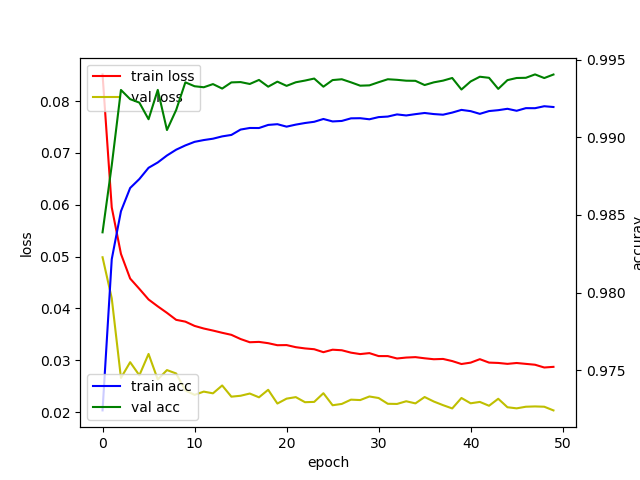 train loss
val loss
train acc
val acc
0.08
0.07
0.06
0.05
0.04
0.03
0.02
loss
0.995
0.990
0.985
0.980
0.975
accuray
0 10 20 30 40 50
epoch